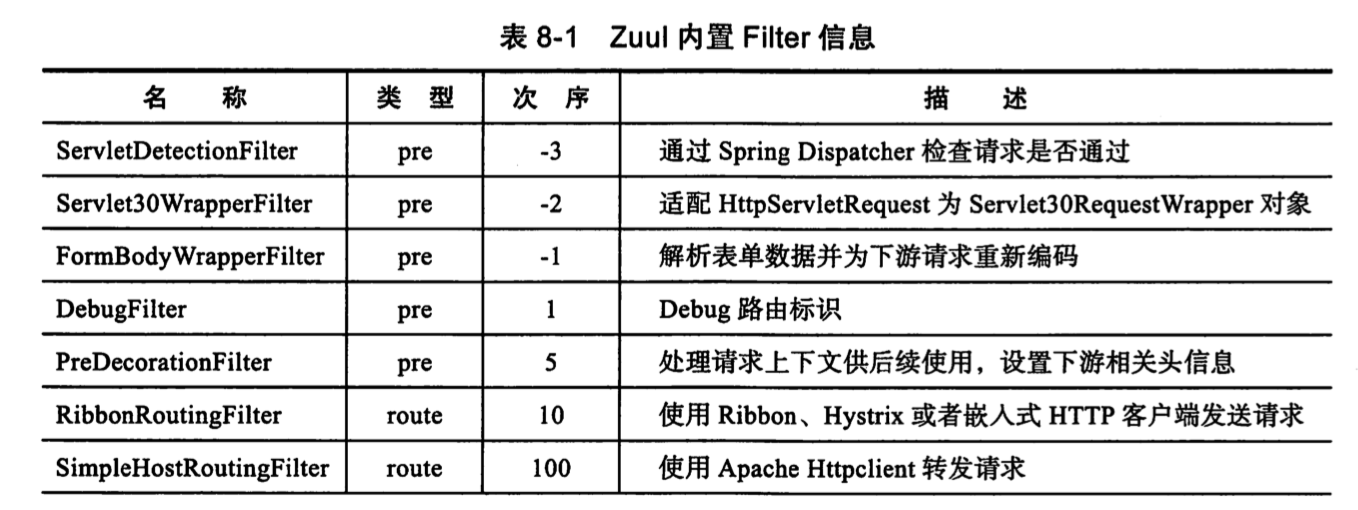 表 8-1 Zuul 内置 Filter 信息
名 称 类 型 次 序 描 述
ServletDetectionFilter pre -3 通过 Spring Dispatcher 检查请求是否通过
Servlet30WrapperFilter pre -2 适配 HttpServletRequest 为 Servlet30RequestWrapper 对象
FormBodyWrapperFilter pre -1 解析表单数据并为下游请求重新编码
DebugFilter pre 1 Debug 路由标识
PreDecorationFilter pre 5 处理请求上下文供后续使用，设置下游相关头信息
RibbonRoutingFilter route 10 使用 Ribbon、Hystrix 或者嵌入式 HTTP 客户端发送请求
SimpleHostRoutingFilter route 100 使用 Apache Httpclient 转发请求